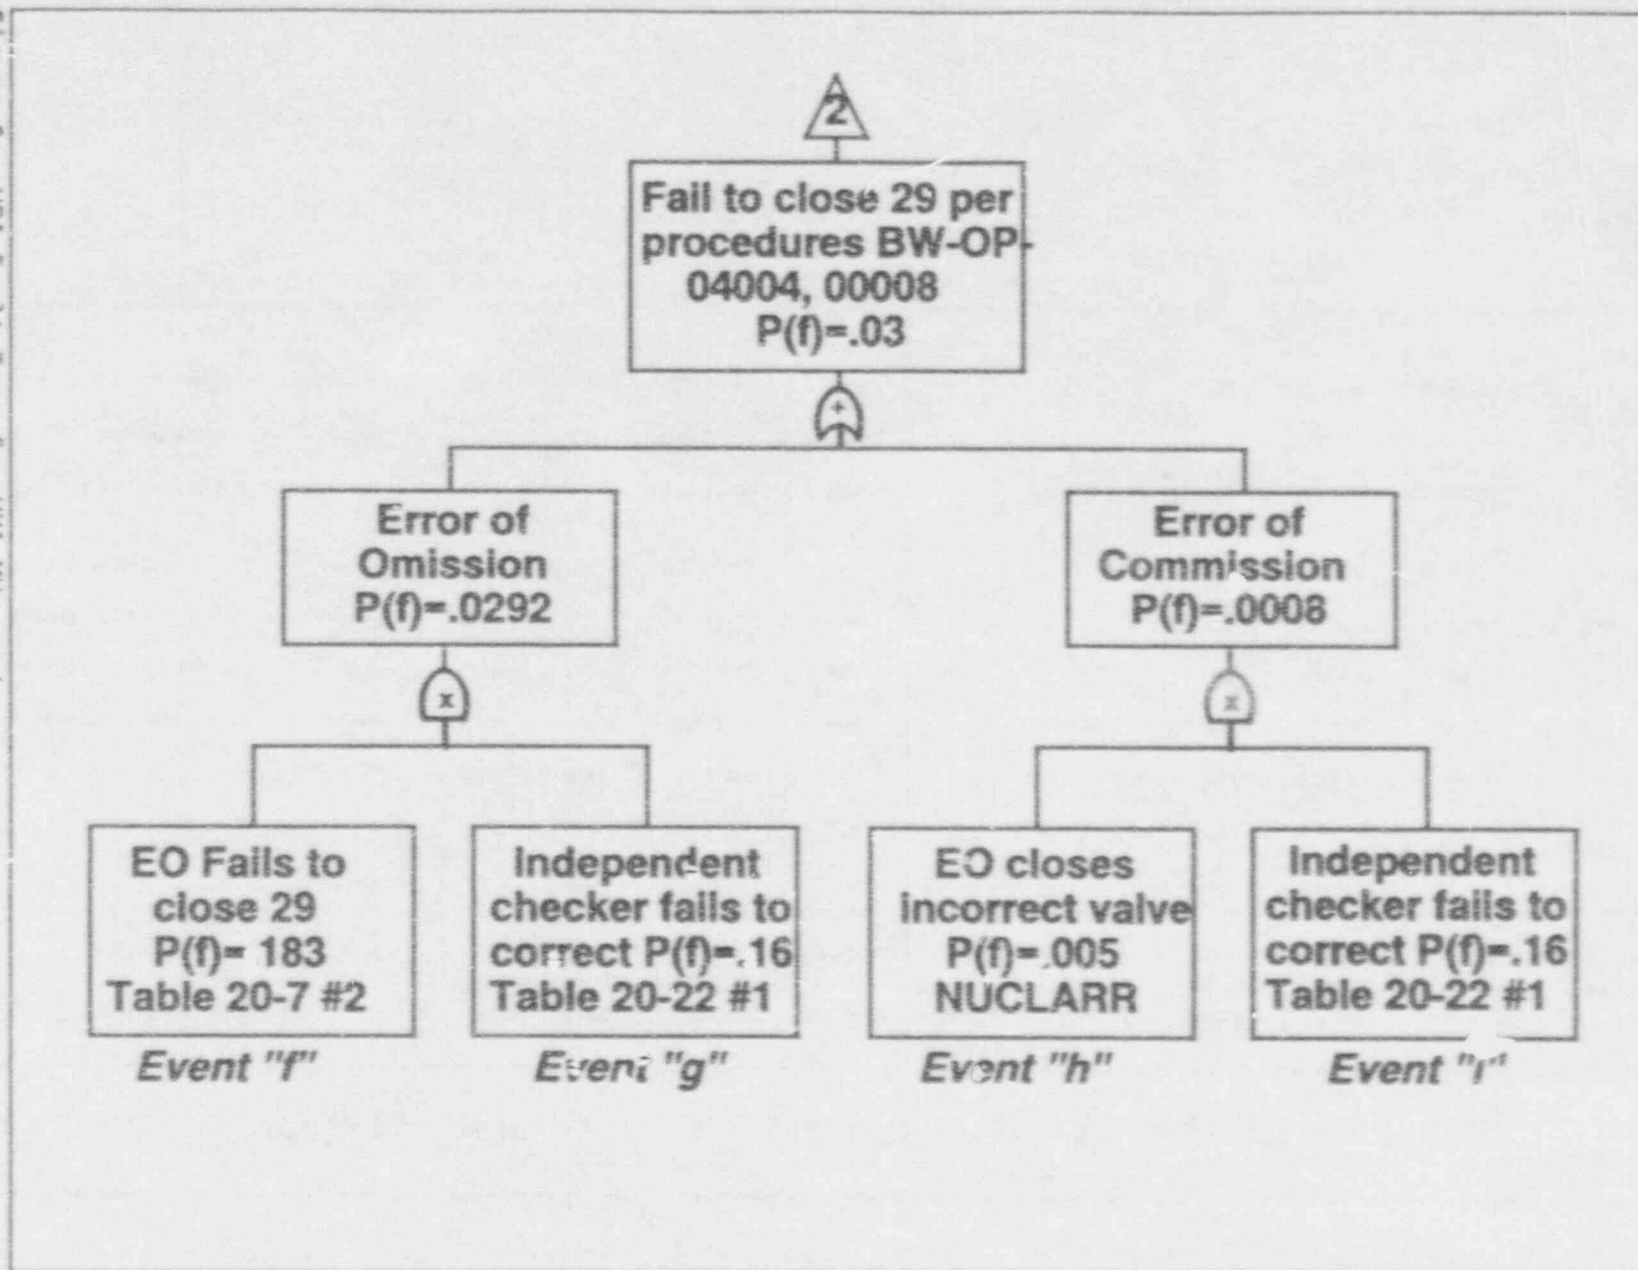 2
Fail to close 29 per
procedures BW-OP-
04004, 00008
P(f)=.03
+
Error of
Omission
P(f)=.0292
Error of
Commission
P(f)=.0008
x
x
EO Fails to
close 29
P(f)= 183
Table 20-7 #2
Independent
checker fails to
correct P(f)=.16
Table 20-22 #1
EO closes
incorrect valve
P(f)=.005
NUCLARR
Independent
checker fails to
correct P(f)=.16
Table 20-22 #1
Event "f"
Event "g"
Event "h"
Event